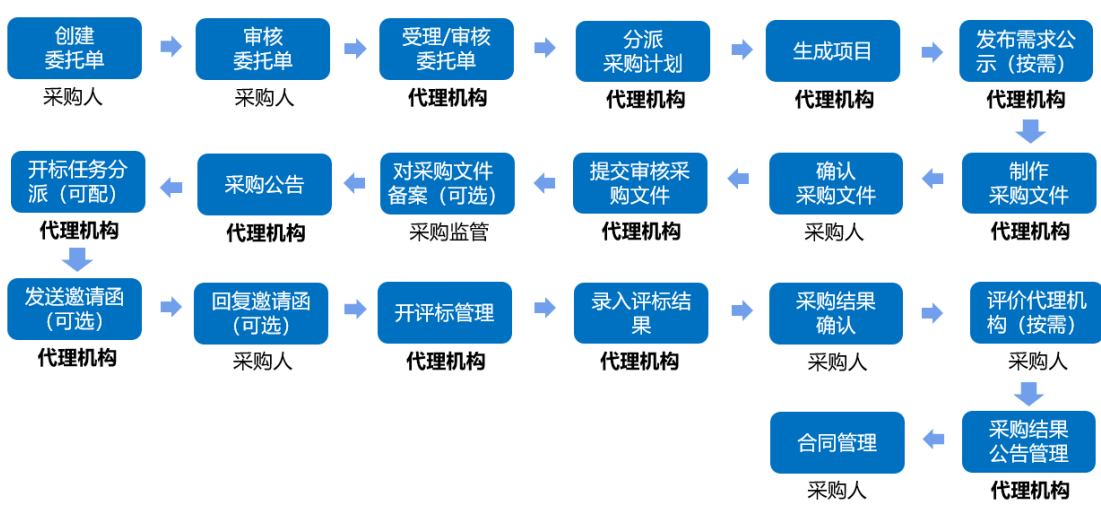 创建
委托单
采购人
审核
委托单
采购人
受理/审核
委托单
代理机构
分派
采购计划
代理机构
生成项目
代理机构
发布需求公
示（按需）
代理机构
制作
采购文件
代理机构
确认
采购文件
采购人
提交审核采
购文件
代理机构
对采购文件
备案（可选）
采购监管
采购公告
代理机构
开标任务分
派（可配）
代理机构
发送邀请函
（可选）
代理机构
回复邀请函
（可选）
采购人
开评标管理
代理机构
录入评标结
果
代理机构
采购结果
确认
采购人
评价代理机
构（按需）
采购人
采购结果
公告管理
代理机构
合同管理
采购人